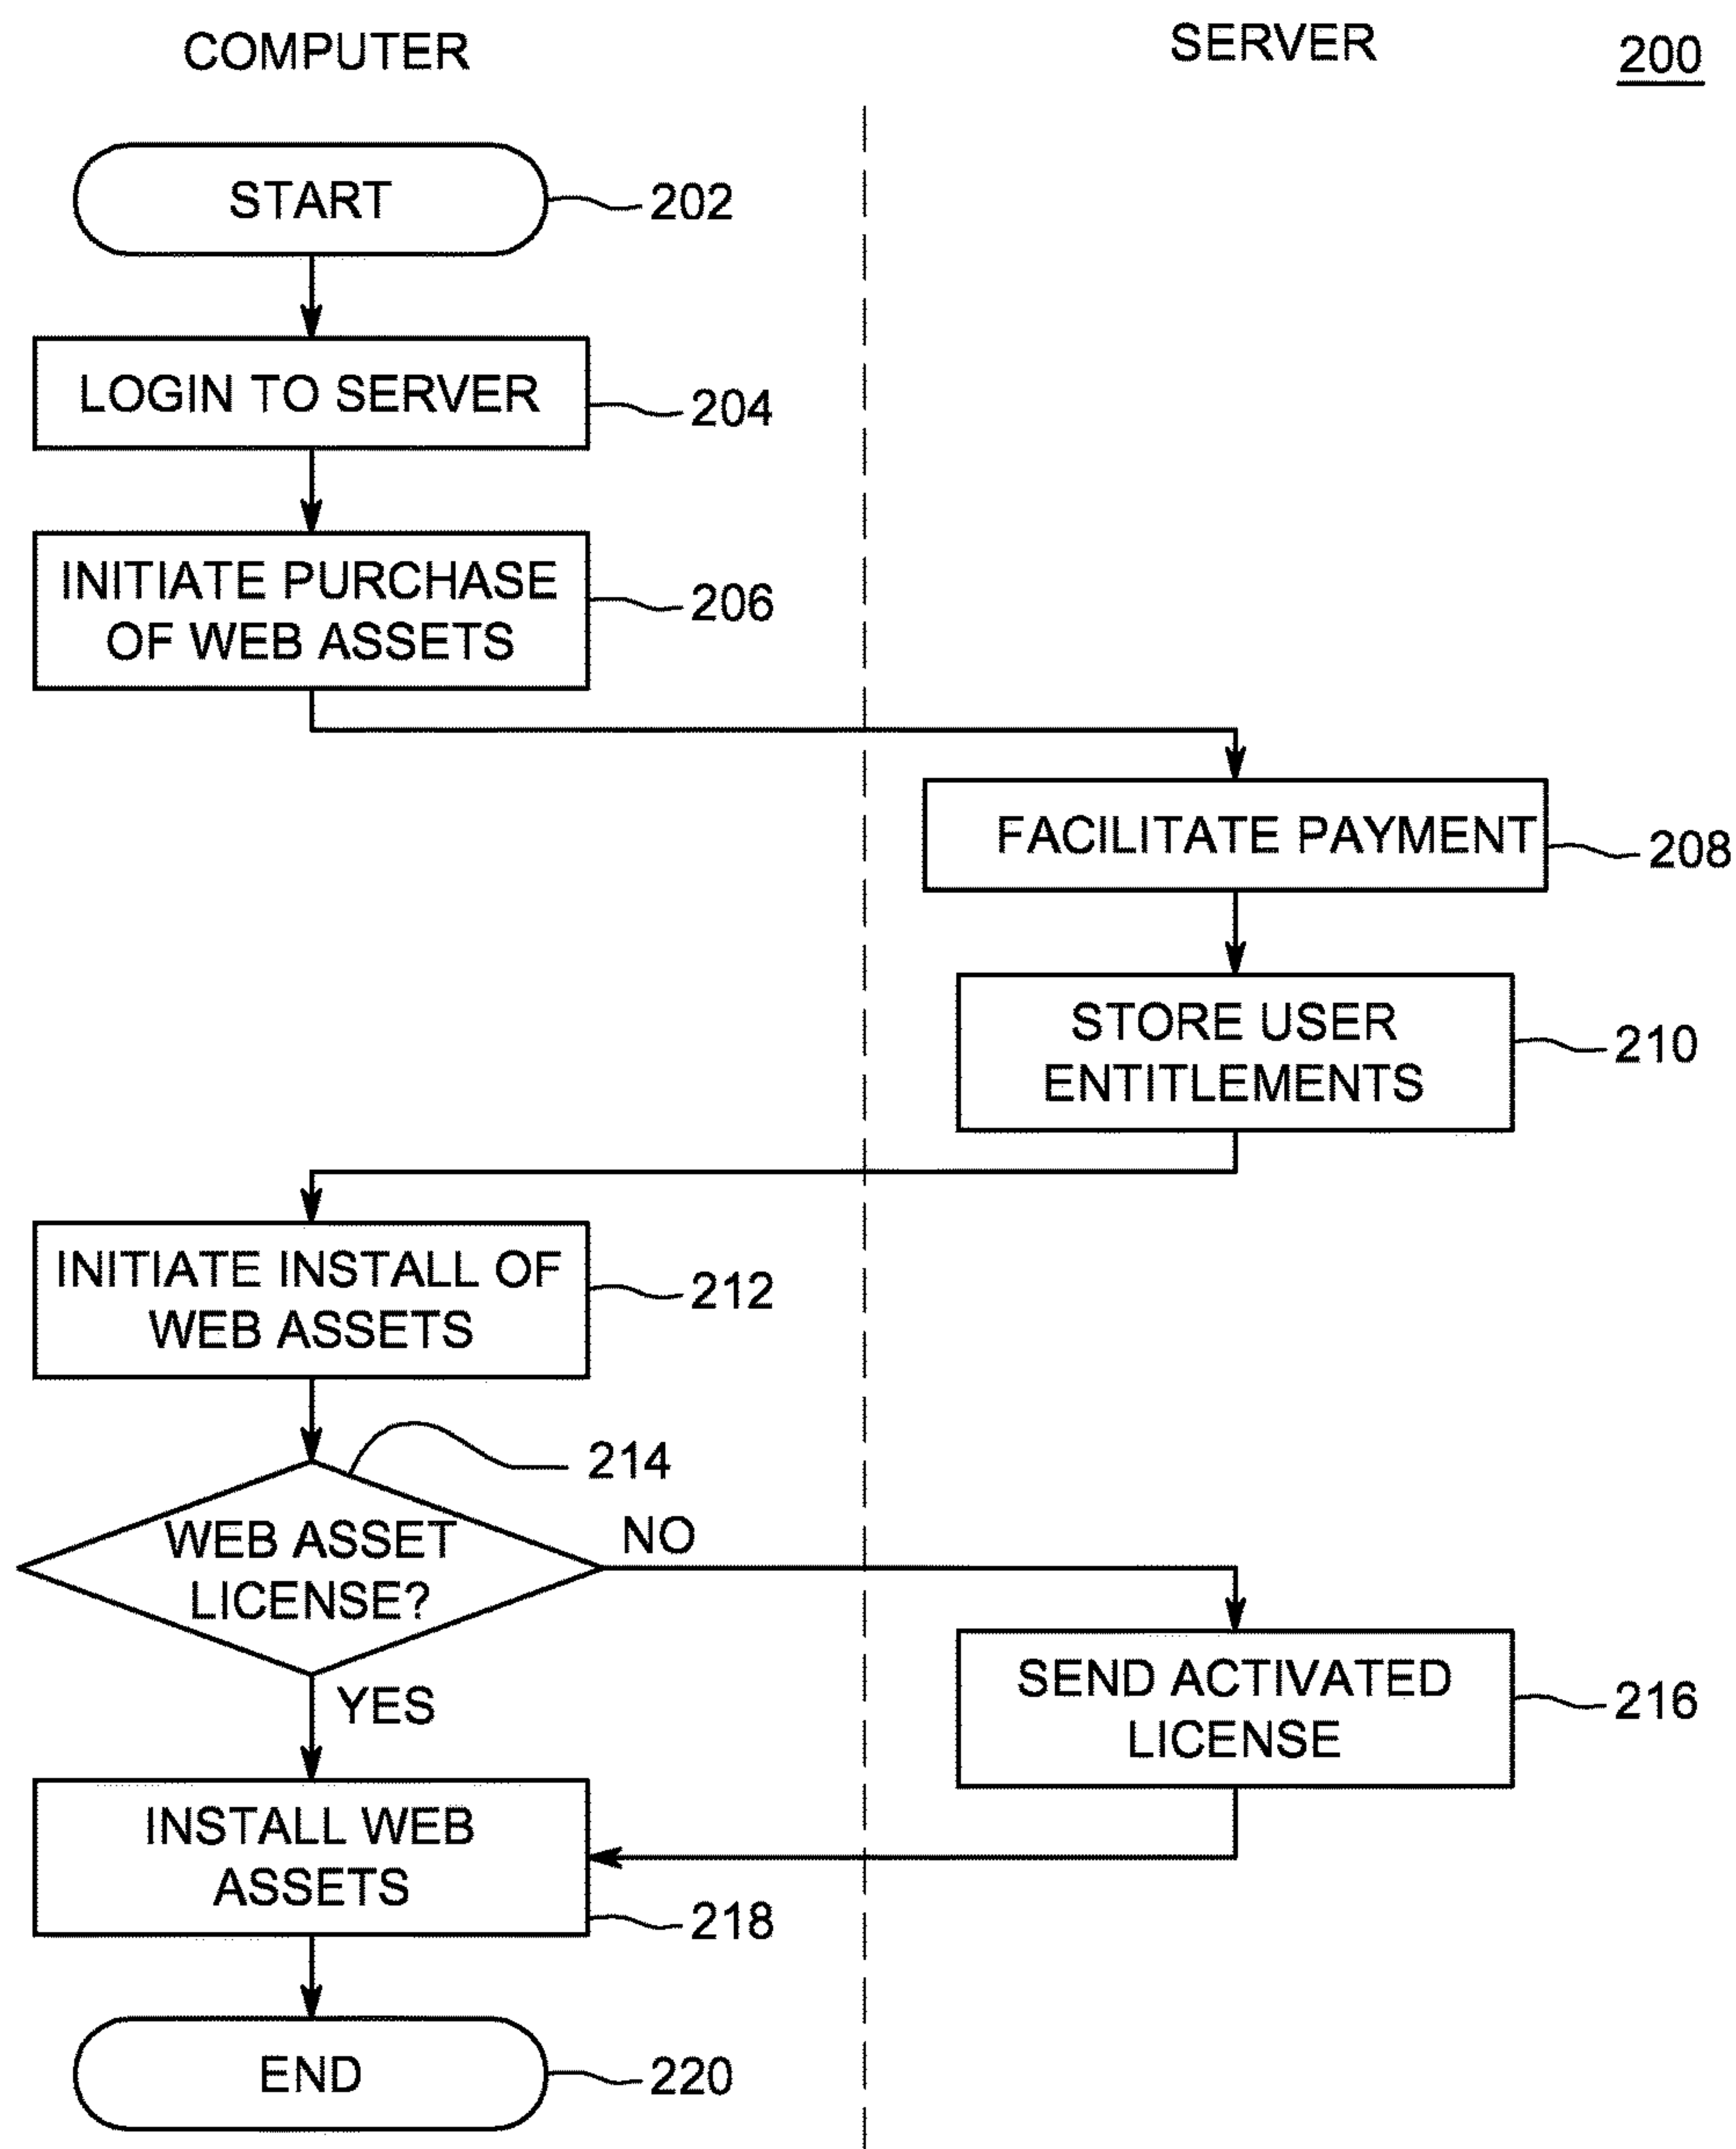 COMPUTER
SERVER
200
START
202
LOGIN TO SERVER
204
INITIATE PURCHASE
OF WEB ASSETS
206
FACILITATE PAYMENT
208
STORE USER
ENTITLEMENTS
210
INITIATE INSTALL OF
WEB ASSETS
212
214
WEB ASSET
LICENSE?
NO
YES
SEND ACTIVATED
LICENSE
216
INSTALL WEB
ASSETS
218
END
220